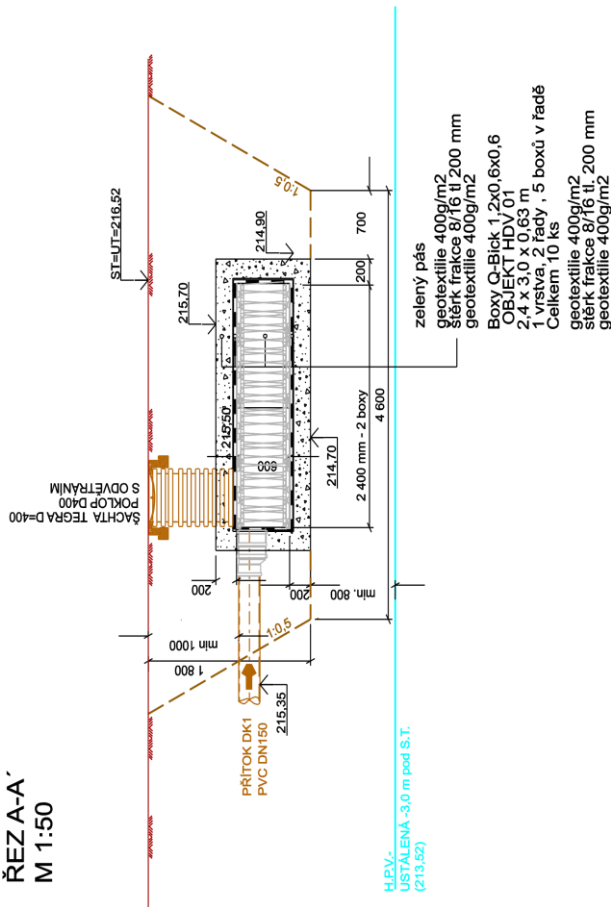 ŘEZ A-A´
M 1:50
ST=UT=216.52
ŠACHTA TEGRA D=400
POKLOP D400
S ODVĚTRÁNÍM
215,70
215,50
214,90
214,70
215,35
600
200
200
200
min. 800
min 1000
1 800
1:0,5
1:0,5
700
2 400 mm - 2 boxy
4 600
PŘÍTOK DK1
PVC DN150
H.P.V.-
USTÁLENÁ -3,0 m pod S.T.
(213,52)
zelený pás
geotextilie 400g/m2
štěrk frakce 8/16 tl 200 mm
geotextilie 400g/m2
Boxy Q-Bick 1,2x0,6x0,6
OBJEKT HDV 01
2,4 x 3,0 x 0,63 m
1 vrstva, 2 řady , 5 boxů v řadě
Celkem 10 ks
geotextilie 400g/m2
štěrk frakce 8/16 tl. 200 mm
geotextilie 400g/m2